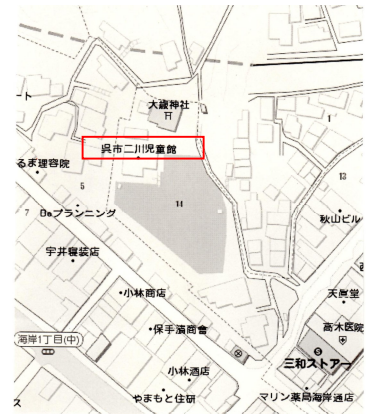 ート
大歳神社
呉市二川児童館
るま理容院
1
13
5
14
7
Daプランニング
秋山ビル
宇井寝装店
小林商店
天眞堂
保手濱商會
高木医院
海岸1丁目(中)
三和ストアー
小林酒店
マリン薬局海岸通店
やまもと住研
ス